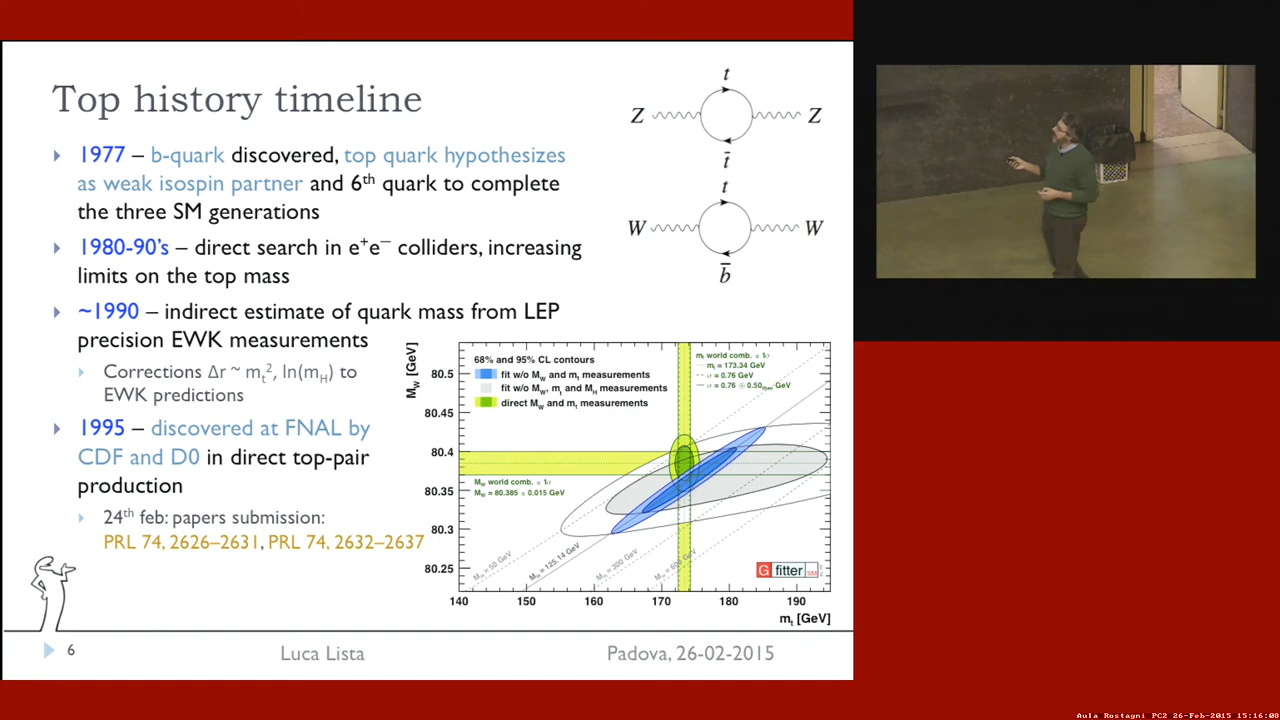 Top history timeline
1977 – b-quark discovered, top quark hypothesizes
as weak isospin partner and 6th quark to complete
the three SM generations
1980-90's – direct search in e+e− colliders, increasing
limits on the top mass
~1990 – indirect estimate of quark mass from LEP
precision EWK measurements
Corrections Δr ~ mt², ln(mH) to
EWK predictions
1995 – discovered at FNAL by
CDF and D0 in direct top-pair
production
24th feb: papers submission:
PRL 74, 2626–2631, PRL 74, 2632–2637
t
Z Z
t̄
t
W W
b̄
MW [GeV]
80.5
80.45
80.4
80.35
80.3
80.25
68% and 95% CL contours
fit w/o MW and mt measurements
fit w/o MW, mt and MH measurements
direct MW and mt measurements
mt world comb. ± 1σ
mt = 173.34 GeV
σ = 0.76 GeV
σ = 0.76 ⊕ 0.50theo GeV
MW world comb. ± 1σ
MW = 80.385 ± 0.015 GeV
MH = 50 GeV
MH = 125.14 GeV
MH = 300 GeV
G fitter SM
140 150 160 170 180 190
mt [GeV]
6 Luca Lista Padova, 26-02-2015
Aula Rostagni PC2 26-Feb-2015 15:16:08